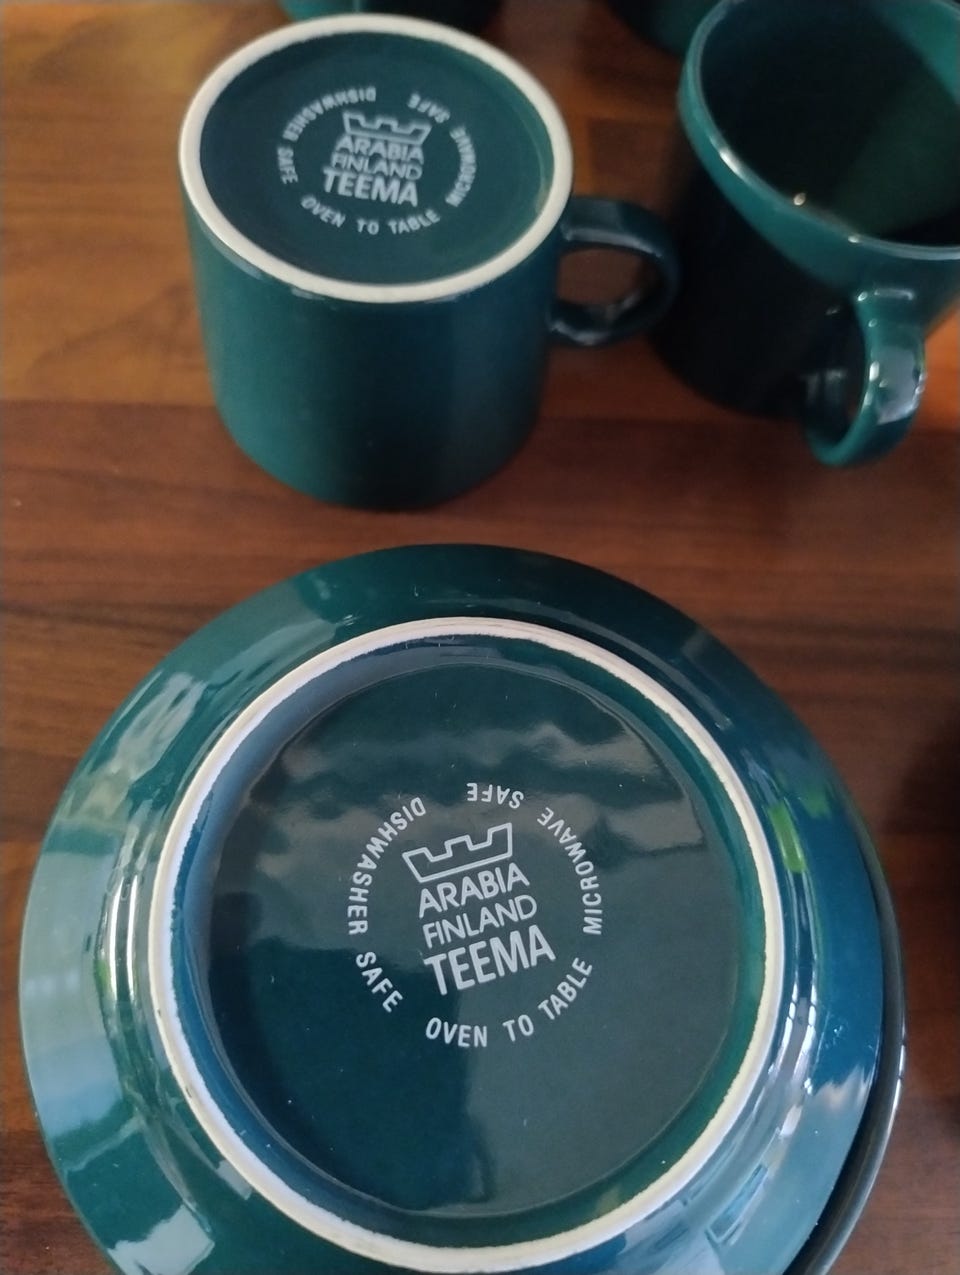 DISHWASHER SAFE
OVEN TO TABLE
MICROWAVE SAFE
ARABIA
FINLAND
TEEMA
DISHWASHER SAFE
OVEN TO TABLE
MICROWAVE SAFE
ARABIA
FINLAND
TEEMA